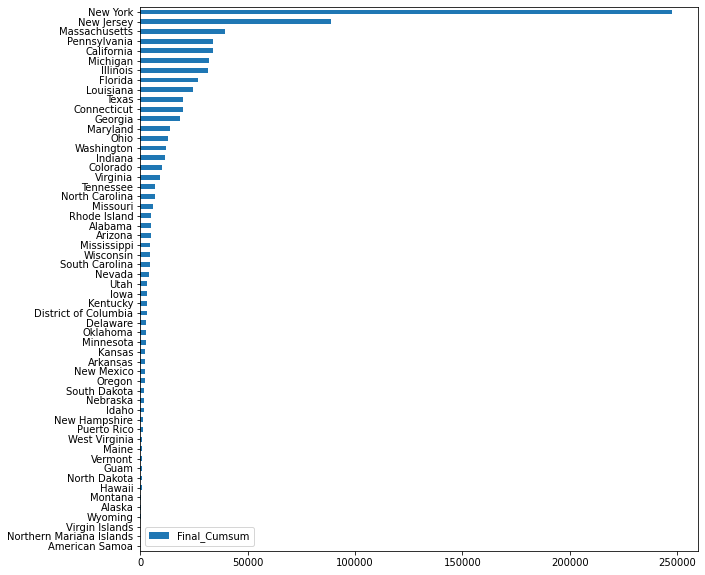 New York
New Jersey
Massachusetts
Pennsylvania
California
Michigan
Illinois
Florida
Louisiana
Texas
Connecticut
Georgia
Maryland
Ohio
Washington
Indiana
Colorado
Virginia
Tennessee
North Carolina
Missouri
Rhode Island
Alabama
Arizona
Mississippi
Wisconsin
South Carolina
Nevada
Utah
Iowa
Kentucky
District of Columbia
Delaware
Oklahoma
Minnesota
Kansas
Arkansas
New Mexico
Oregon
South Dakota
Nebraska
Idaho
New Hampshire
Puerto Rico
West Virginia
Maine
Vermont
Guam
North Dakota
Hawaii
Montana
Alaska
Wyoming
Virgin Islands
Northern Mariana Islands
American Samoa
Final_Cumsum
0 50000 100000 150000 200000 250000